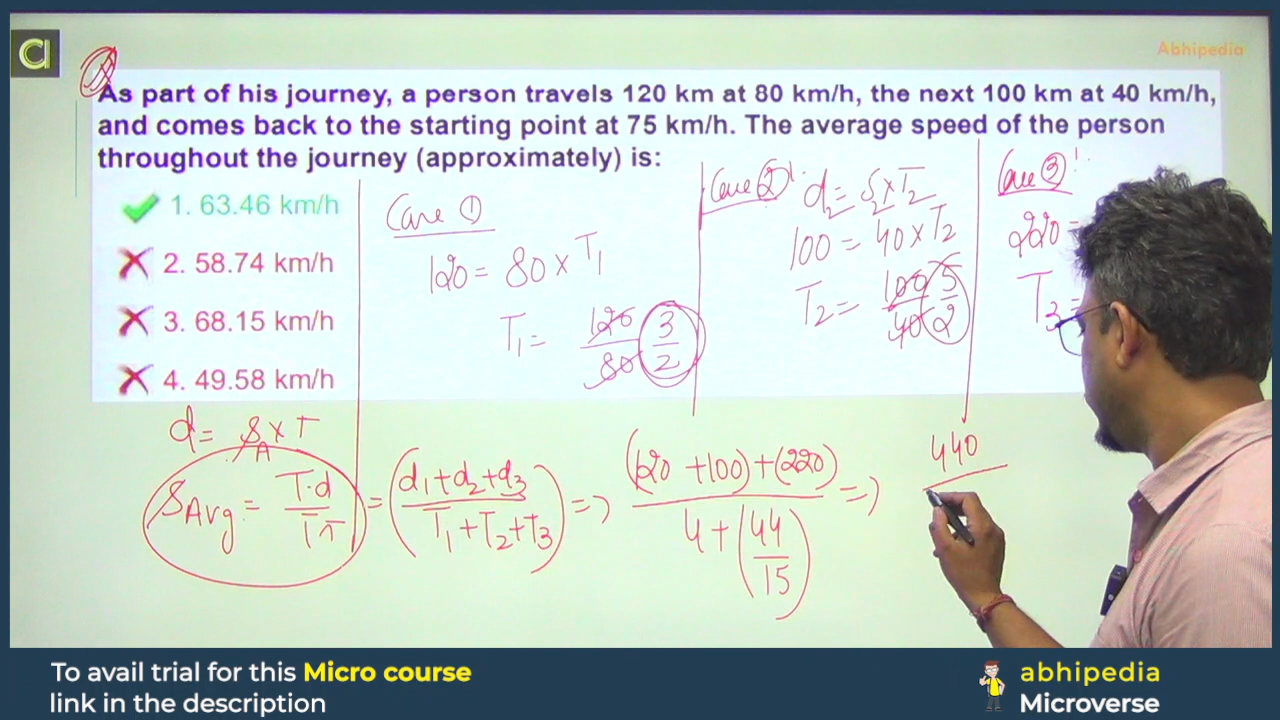 Abhipedia
As part of his journey, a person travels 120 km at 80 km/h, the next 100 km at 40 km/h,
and comes back to the starting point at 75 km/h. The average speed of the person
throughout the journey (approximately) is:
1. 63.46 km/h
2. 58.74 km/h
3. 68.15 km/h
4. 49.58 km/h
Case ①
120 = 80 × T₁
T₁ = 120/80 3/2
Case ②
d₂ = S₂ × T₂
100 = 40 × T₂
T₂ = 100/40 5/2
Case ③
220 =
T₃ =
d = S_A × T
S_Avg. = T.d/T.T = (d₁+d₂+d₃ / T₁+T₂+T₃) => (120 +100)+(220) / 4+(44/15) => 440
To avail trial for this Micro course
link in the description
abhipedia
Microverse